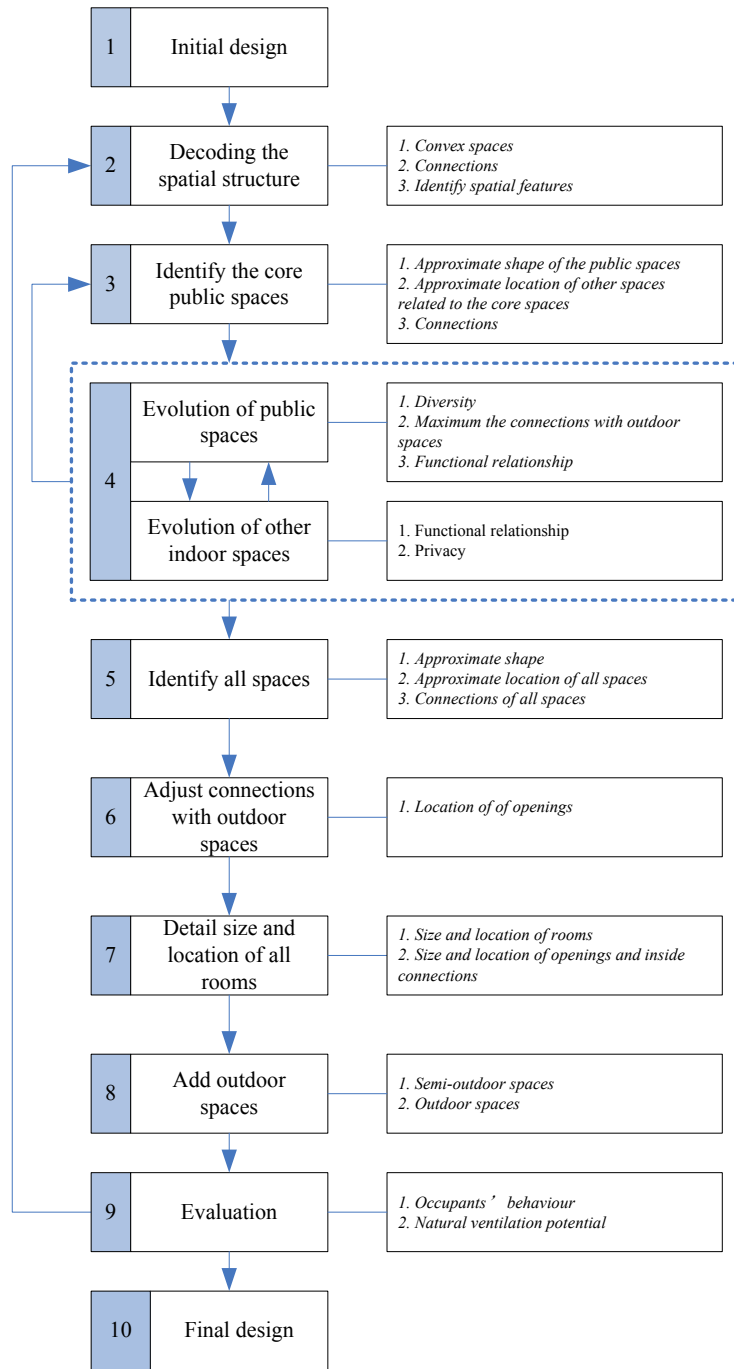 1
Initial design
2
Decoding the
spatial structure
1. Convex spaces
2. Connections
3. Identify spatial features
3
Identify the core
public spaces
1. Approximate shape of the public spaces
2. Approximate location of other spaces
related to the core spaces
3. Connections
4
Evolution of public
spaces
1. Diversity
2. Maximum the connections with outdoor
spaces
3. Functional relationship
Evolution of other
indoor spaces
1. Functional relationship
2. Privacy
5
Identify all spaces
1. Approximate shape
2. Approximate location of all spaces
3. Connections of all spaces
6
Adjust connections
with outdoor
spaces
1. Location of of openings
7
Detail size and
location of all
rooms
1. Size and location of rooms
2. Size and location of openings and inside
connections
8
Add outdoor
spaces
1. Semi-outdoor spaces
2. Outdoor spaces
9
Evaluation
1. Occupants’ behaviour
2. Natural ventilation potential
10
Final design